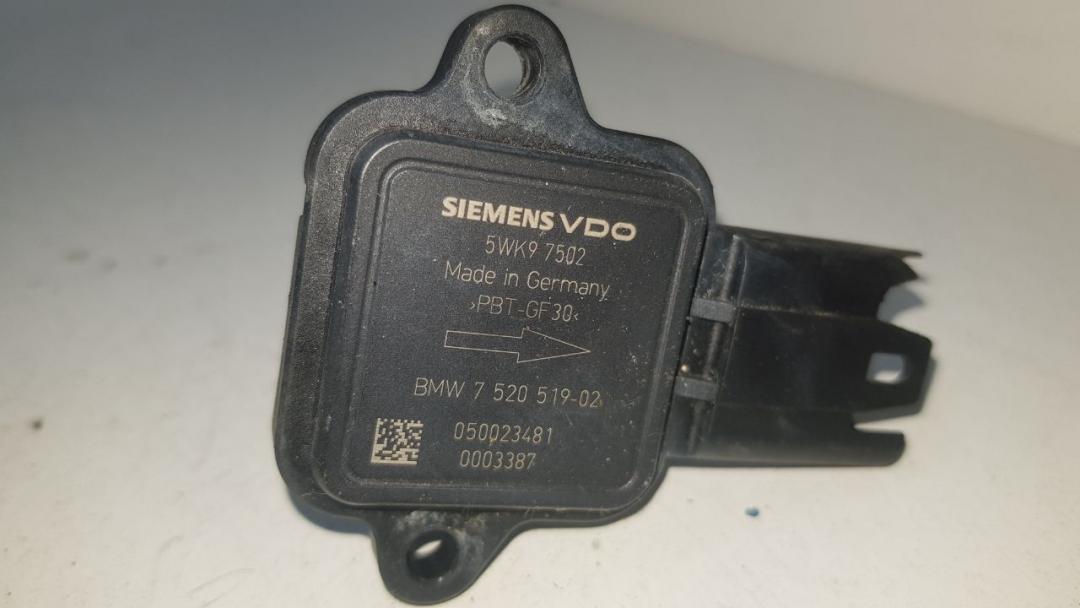 SIEMENS VDO
5WK9 7502
Made in Germany
›PBT-GF30‹
BMW 7 520 519-02
050023481
0003387